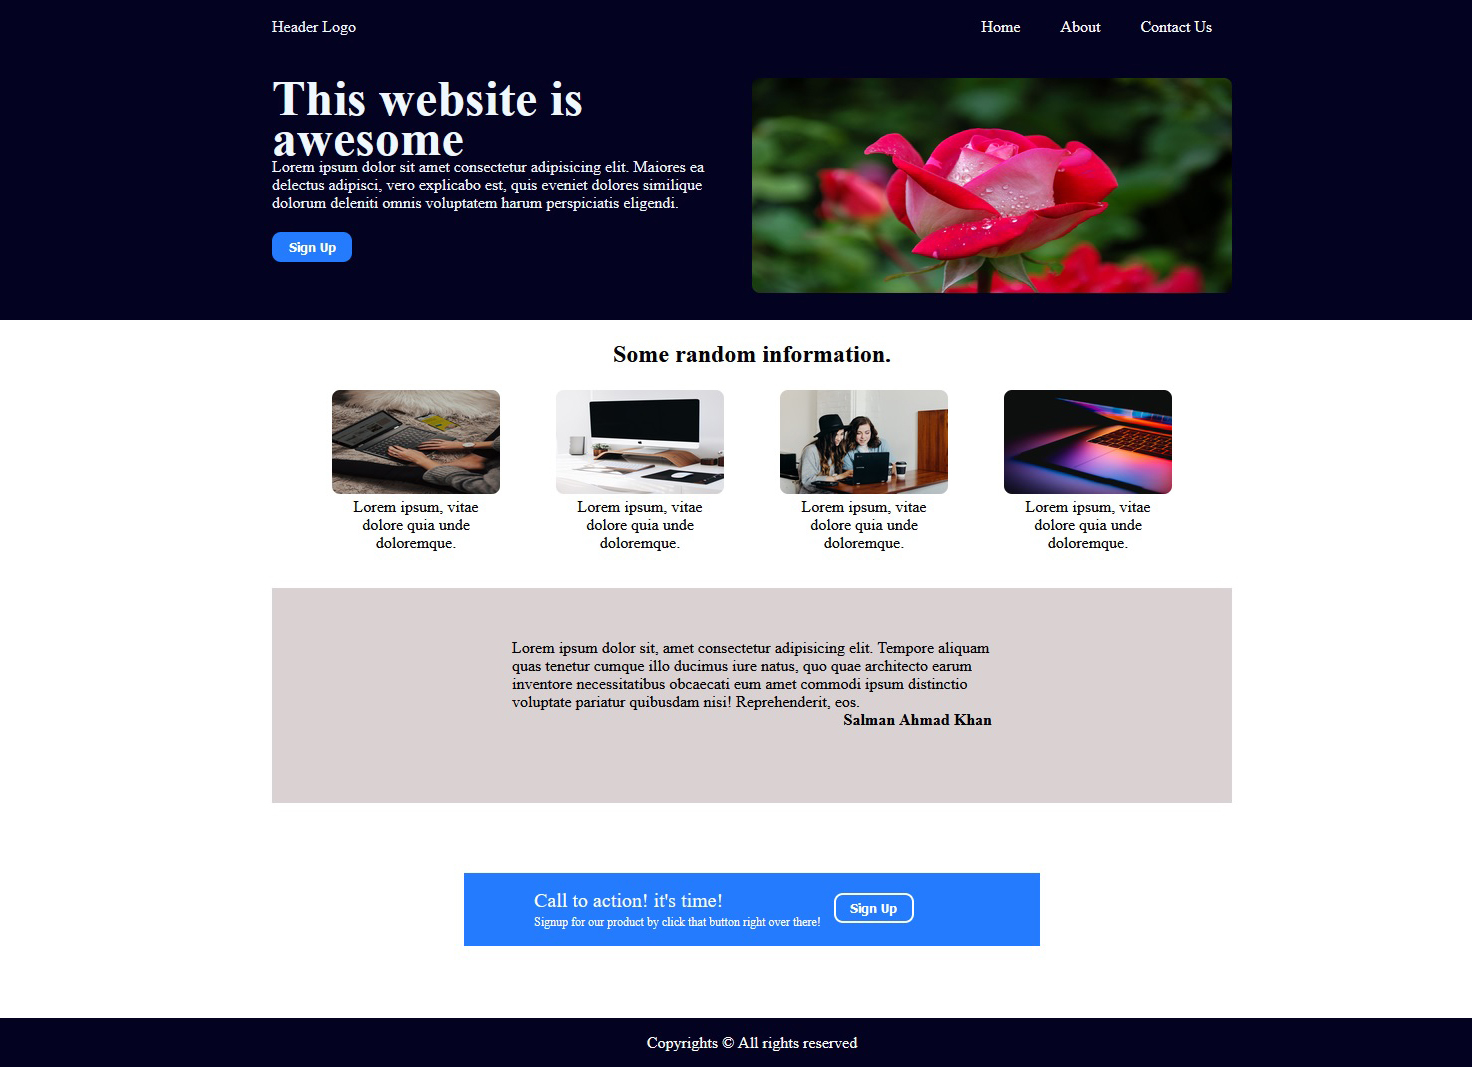 Header Logo
Home
About
Contact Us
This website is
awesome
Lorem ipsum dolor sit amet consectetur adipisicing elit. Maiores ea
delectus adipisci, vero explicabo est, quis eveniet dolores similique
dolorum deleniti omnis voluptatem harum perspiciatis eligendi.
Sign Up
Some random information.
Lorem ipsum, vitae
dolore quia unde
doloremque.
Lorem ipsum, vitae
dolore quia unde
doloremque.
Lorem ipsum, vitae
dolore quia unde
doloremque.
Lorem ipsum, vitae
dolore quia unde
doloremque.
Lorem ipsum dolor sit, amet consectetur adipisicing elit. Tempore aliquam
quas tenetur cumque illo ducimus iure natus, quo quae architecto earum
inventore necessitatibus obcaecati eum amet commodi ipsum distinctio
voluptate pariatur quibusdam nisi! Reprehenderit, eos.
Salman Ahmad Khan
Call to action! it's time!
Signup for our product by click that button right over there!
Sign Up
Copyrights © All rights reserved